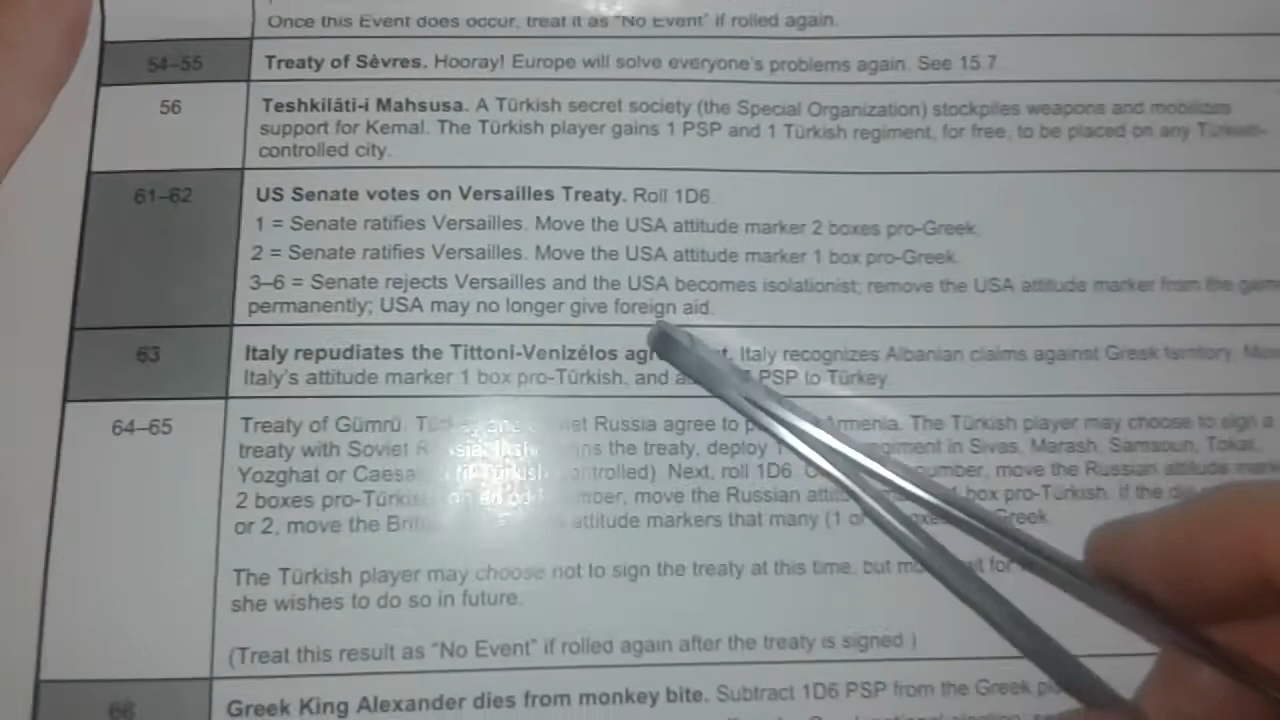 Once this Event does occur, treat it as "No Event" if rolled again.
54–55
Treaty of Sèvres. Hooray! Europe will solve everyone's problems again. See 15.7
56
Teshkilâti-i Mahsusa. A Türkish secret society (the Special Organization) stockpiles weapons and mobilizes
support for Kemal. The Türkish player gains 1 PSP and 1 Türkish regiment, for free, to be placed on any Türkish-
controlled city.
61–62
US Senate votes on Versailles Treaty. Roll 1D6.
1 = Senate ratifies Versailles. Move the USA attitude marker 2 boxes pro-Greek.
2 = Senate ratifies Versailles. Move the USA attitude marker 1 box pro-Greek.
3–6 = Senate rejects Versailles and the USA becomes isolationist; remove the USA attitude marker from the
permanently; USA may no longer give foreign aid.
63
Italy repudiates the Tittoni-Venizélos Italy recognizes Albanian claims against Greek territory.
Italy's attitude marker 1 box pro-Türkish, and PSP to Türkey.
64–65
Treaty of Gümrü. Russia agree to Armenia. The Türkish player may choose to sign a
treaty with Soviet the treaty, deploy in Sivas, Marash, Samsoun, Tokat,
Yozghat or Next, roll 1D6. move the Russian attitude
2 boxes move the Russian box pro-Türkish. If the
or 2, move the attitude markers that many (1 Greek.
The Türkish player may choose not to sign the treaty at this time, but for
she wishes to do so in future.
(Treat this result as "No Event" if rolled again after the treaty is signed.)
66
Greek King Alexander dies from monkey bite. Subtract 1D6 PSP from the Greek